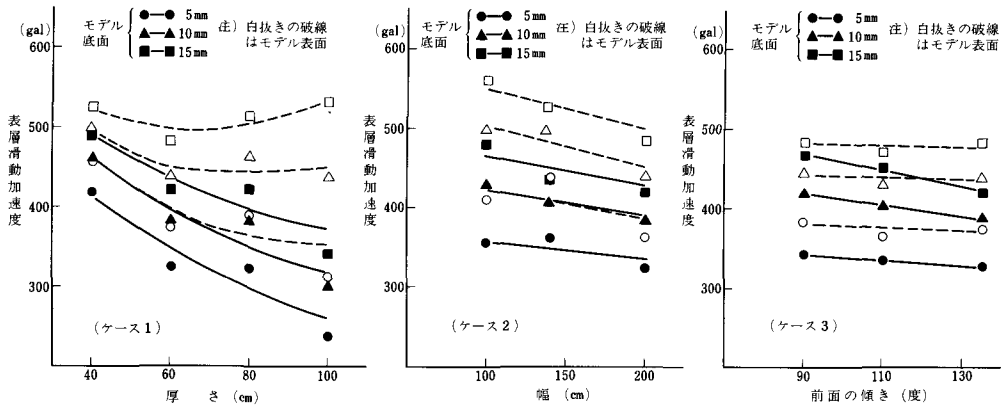 (gal)
600
500
400
300
表層滑動加速度
モデル底面
● 5mm
▲ 10mm
■ 15mm
注) 白抜きの破線
はモデル表面
(ケース1)
40 60 80 100
厚 さ (cm)
(gal)
600
500
400
300
表層滑動加速度
モデル底面
● 5mm
▲ 10mm
■ 15mm
注) 白抜きの破線
はモデル表面
(ケース2)
100 150 200
幅 (cm)
(gal)
600
500
400
300
表層滑動加速度
モデル底面
● 5mm
▲ 10mm
■ 15mm
注) 白抜きの破線
はモデル表面
(ケース3)
90 110 130
前面の傾き (度)